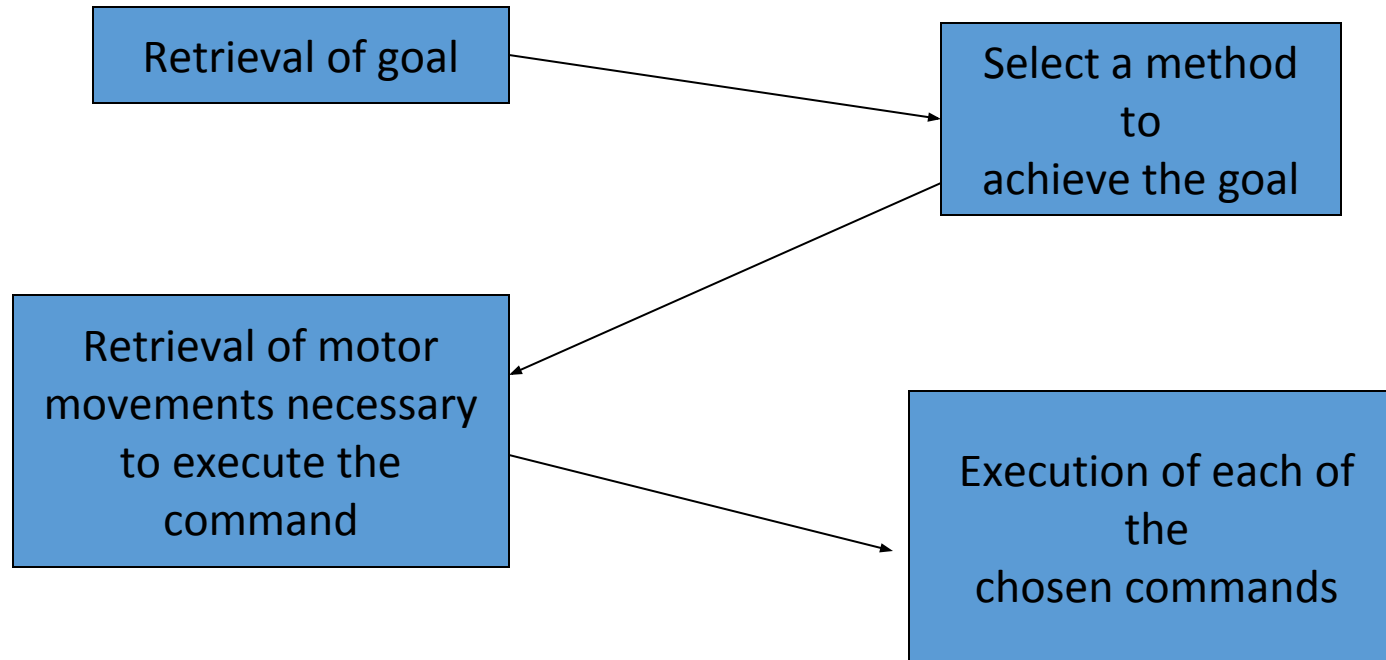 Retrieval of goal
Select a method
to
achieve the goal
Retrieval of motor
movements necessary
to execute the
command
Execution of each of
the
chosen commands